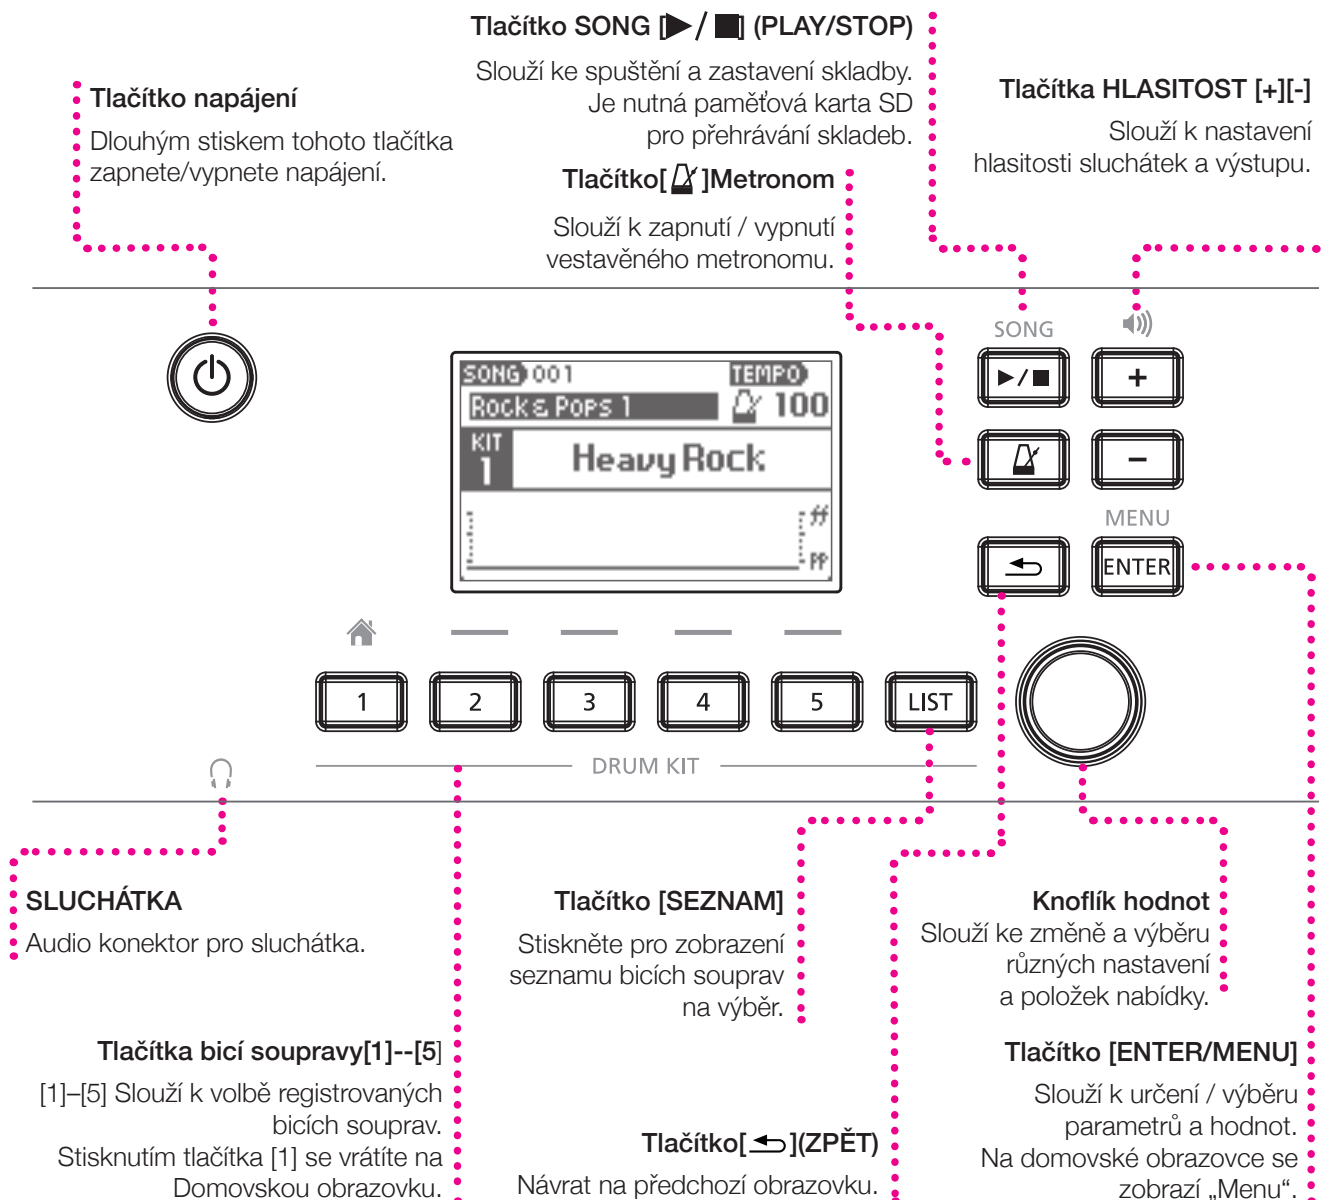 Tlačítko SONG [▶/■] (PLAY/STOP)
Slouží ke spuštění a zastavení skladby.
Je nutná paměťová karta SD
pro přehrávání skladeb.
Tlačítko napájení
Dlouhým stiskem tohoto tlačítka
zapnete/vypnete napájení.
Tlačítka HLASITOST [+][-]
Slouží k nastavení
hlasitosti sluchátek a výstupu.
Tlačítko[ ]Metronom
Slouží k zapnutí / vypnutí
vestavěného metronomu.
SONG
▶/■
+
−
MENU
ENTER
SONG 001
TEMPO
Rock & Pops 1
100
KIT
1
Heavy Rock
ff
pp
1
2
3
4
5
LIST
DRUM KIT
SLUCHÁTKA
Audio konektor pro sluchátka.
Tlačítko [SEZNAM]
Stiskněte pro zobrazení
seznamu bicích souprav
na výběr.
Knoflík hodnot
Slouží ke změně a výběru
různých nastavení
a položek nabídky.
Tlačítka bicí soupravy[1]--[5]
[1]–[5] Slouží k volbě registrovaných
bicích souprav.
Stisknutím tlačítka [1] se vrátíte na
Domovskou obrazovku.
Tlačítko[ ](ZPĚT)
Návrat na předchozí obrazovku.
Tlačítko [ENTER/MENU]
Slouží k určení / výběru
parametrů a hodnot.
Na domovské obrazovce se
zobrazí „Menu“.